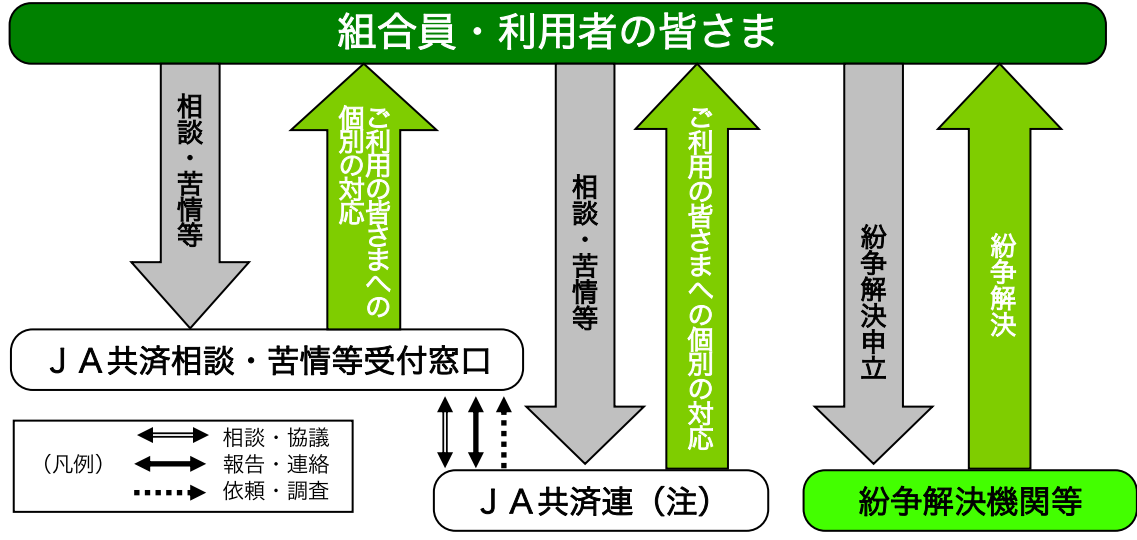 組合員・利用者の皆さま
相談・苦情等
ご利用の皆さまへの
個別の対応
相談・苦情等
ご利用の皆さまへの個別の対応
紛争解決申立
紛争解決
ＪＡ共済相談・苦情等受付窓口
（凡例）
相談・協議
報告・連絡
依頼・調査
ＪＡ共済連（注）
紛争解決機関等